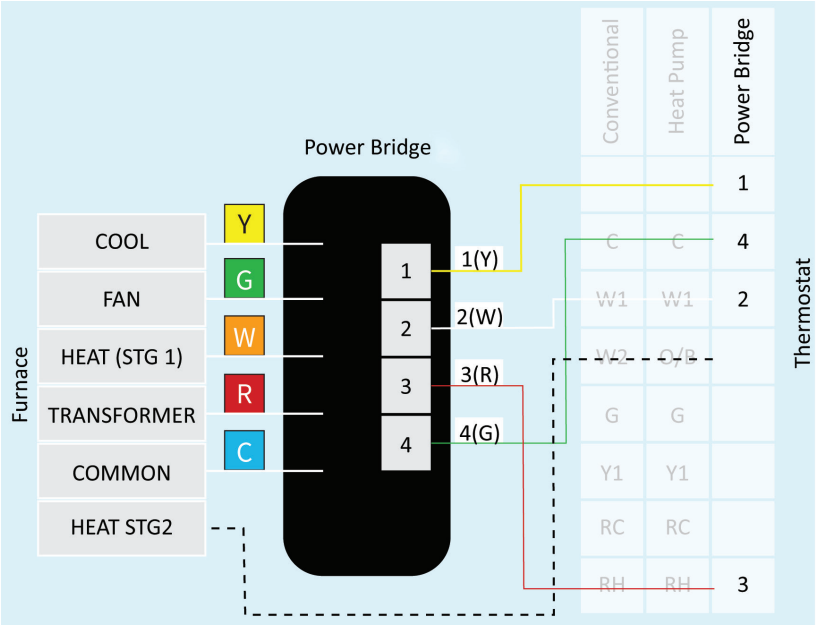 Power Bridge
Furnace
COOL
FAN
HEAT (STG 1)
TRANSFORMER
COMMON
HEAT STG2
Y
G
W
R
C
1
2
3
4
1(Y)
2(W)
3(R)
4(G)
Conventional Heat Pump Power Bridge
1
C C 4
W1 W1 2
W2 O/B
G G
Y1 Y1
RC RC
RH RH 3
Thermostat